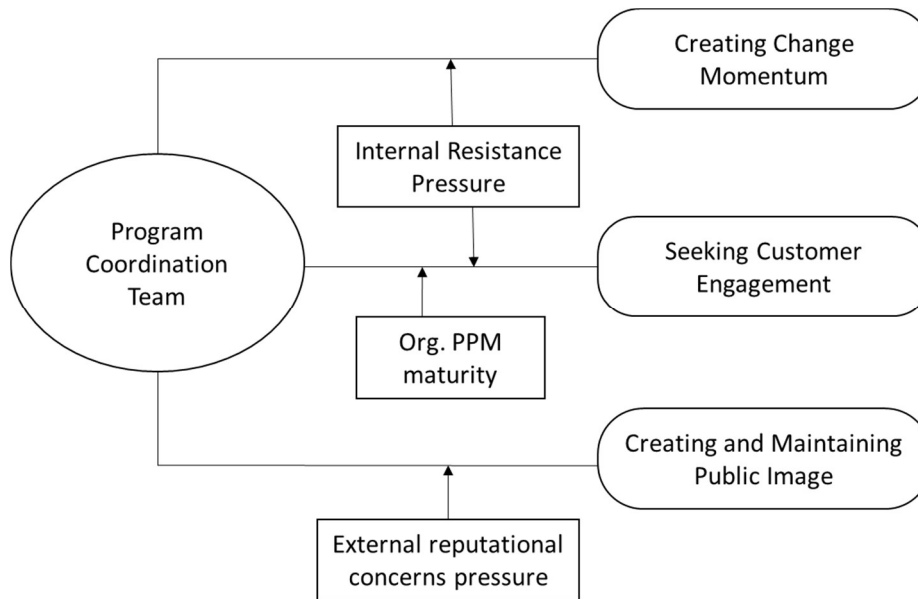 Creating Change
Momentum
Internal Resistance
Pressure
Program
Coordination
Team
Seeking Customer
Engagement
Org. PPM
maturity
Creating and Maintaining
Public Image
External reputational
concerns pressure